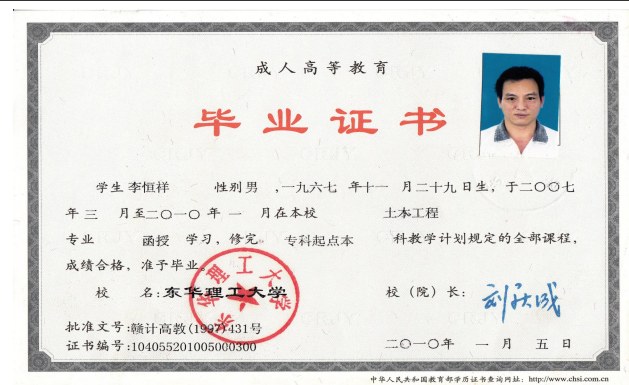 成人高等教育
毕业证书
学生 李恒祥 性别 男 ,一九六七 年十一 月二十九日生，于二〇〇七
年 三 月至二〇一〇年 一 月在本校 土木工程
专业 函授 学习，修完 专科起点本 科教学计划规定的全部课程，
成绩合格，准予毕业。
校 名：东华理工大学 校（院）长：
批准文号：赣计高教(1997)431号
证书编号：104055201005000300 二〇一〇年 一 月 五 日
东华理工大学
中华人民共和国教育部学历证书查询网址：http://www.chsi.com.cn